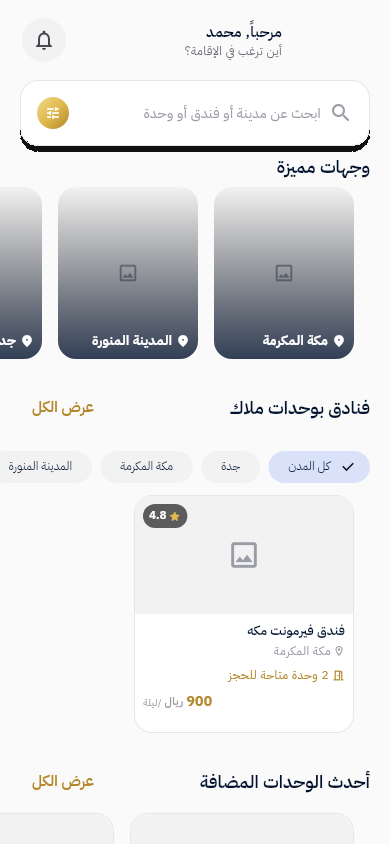 مرحباً, محمد
أين ترغب في الإقامة؟
ابحث عن مدينة أو فندق أو وحدة
وجهات مميزة
مكة المكرمة
المدينة المنورة
جد
فنادق بوحدات ملاك
عرض الكل
كل المدن
جدة
مكة المكرمة
المدينة المنورة
4.8
فندق فيرمونت مكه
مكة المكرمة
2 وحدة متاحة للحجز
900 ريال /ليلة
أحدث الوحدات المضافة
عرض الكل